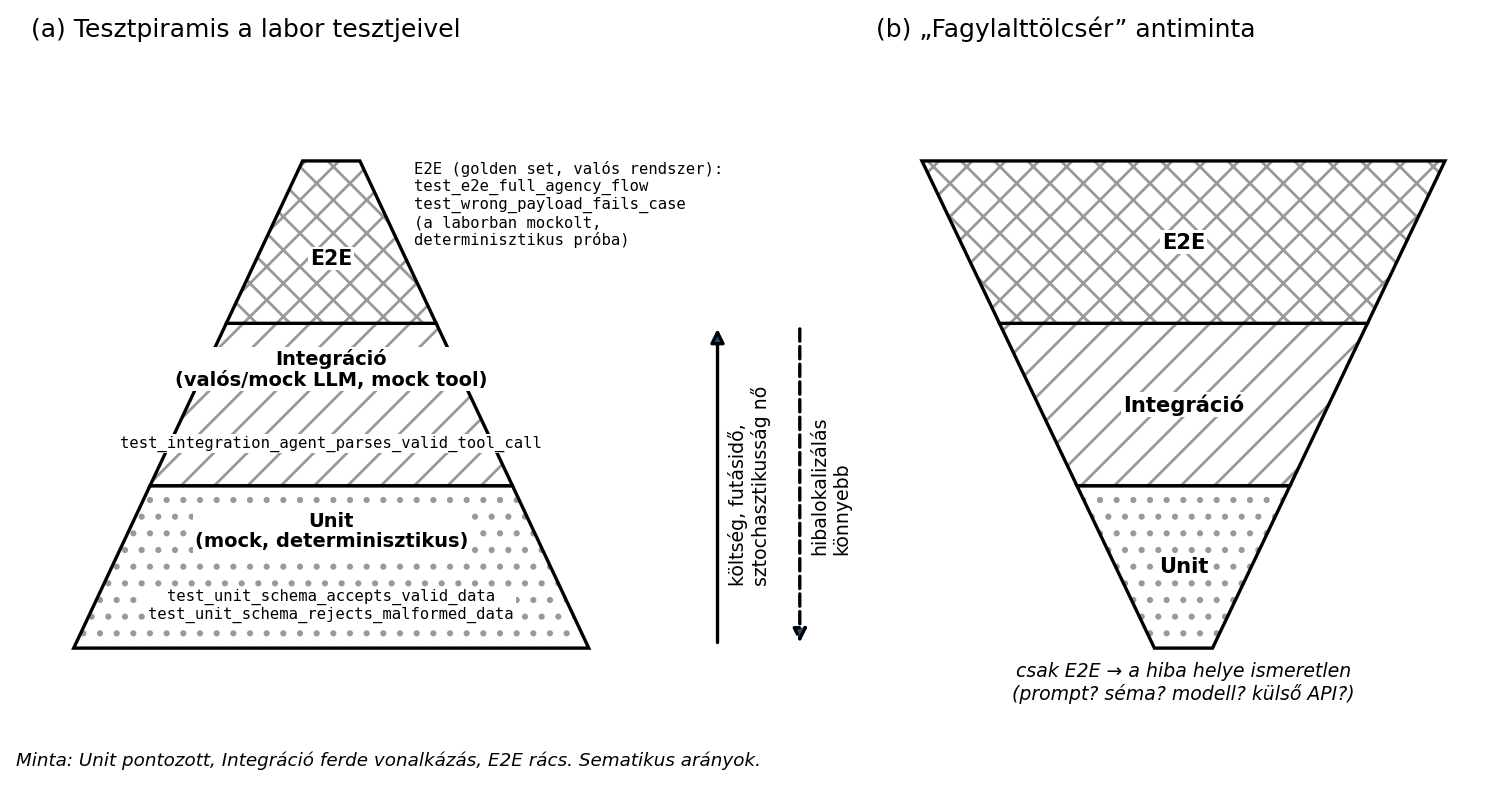 (a) Tesztpiramis a labor tesztjeivel
E2E (golden set, valós rendszer):
test_e2e_full_agency_flow
test_wrong_payload_fails_case
(a laborban mockolt,
determinisztikus próba)
E2E
Integráció
(valós/mock LLM, mock tool)
test_integration_agent_parses_valid_tool_call
Unit
(mock, determinisztikus)
test_unit_schema_accepts_valid_data
test_unit_schema_rejects_malformed_data
költség, futásidő,
sztochasztikusság nő
hibalokalizálás
könnyebb
(b) „Fagylalttölcsér” antiminta
E2E
Integráció
Unit
csak E2E → a hiba helye ismeretlen
(prompt? séma? modell? külső API?)
Minta: Unit pontozott, Integráció ferde vonalkázás, E2E rács. Sematikus arányok.